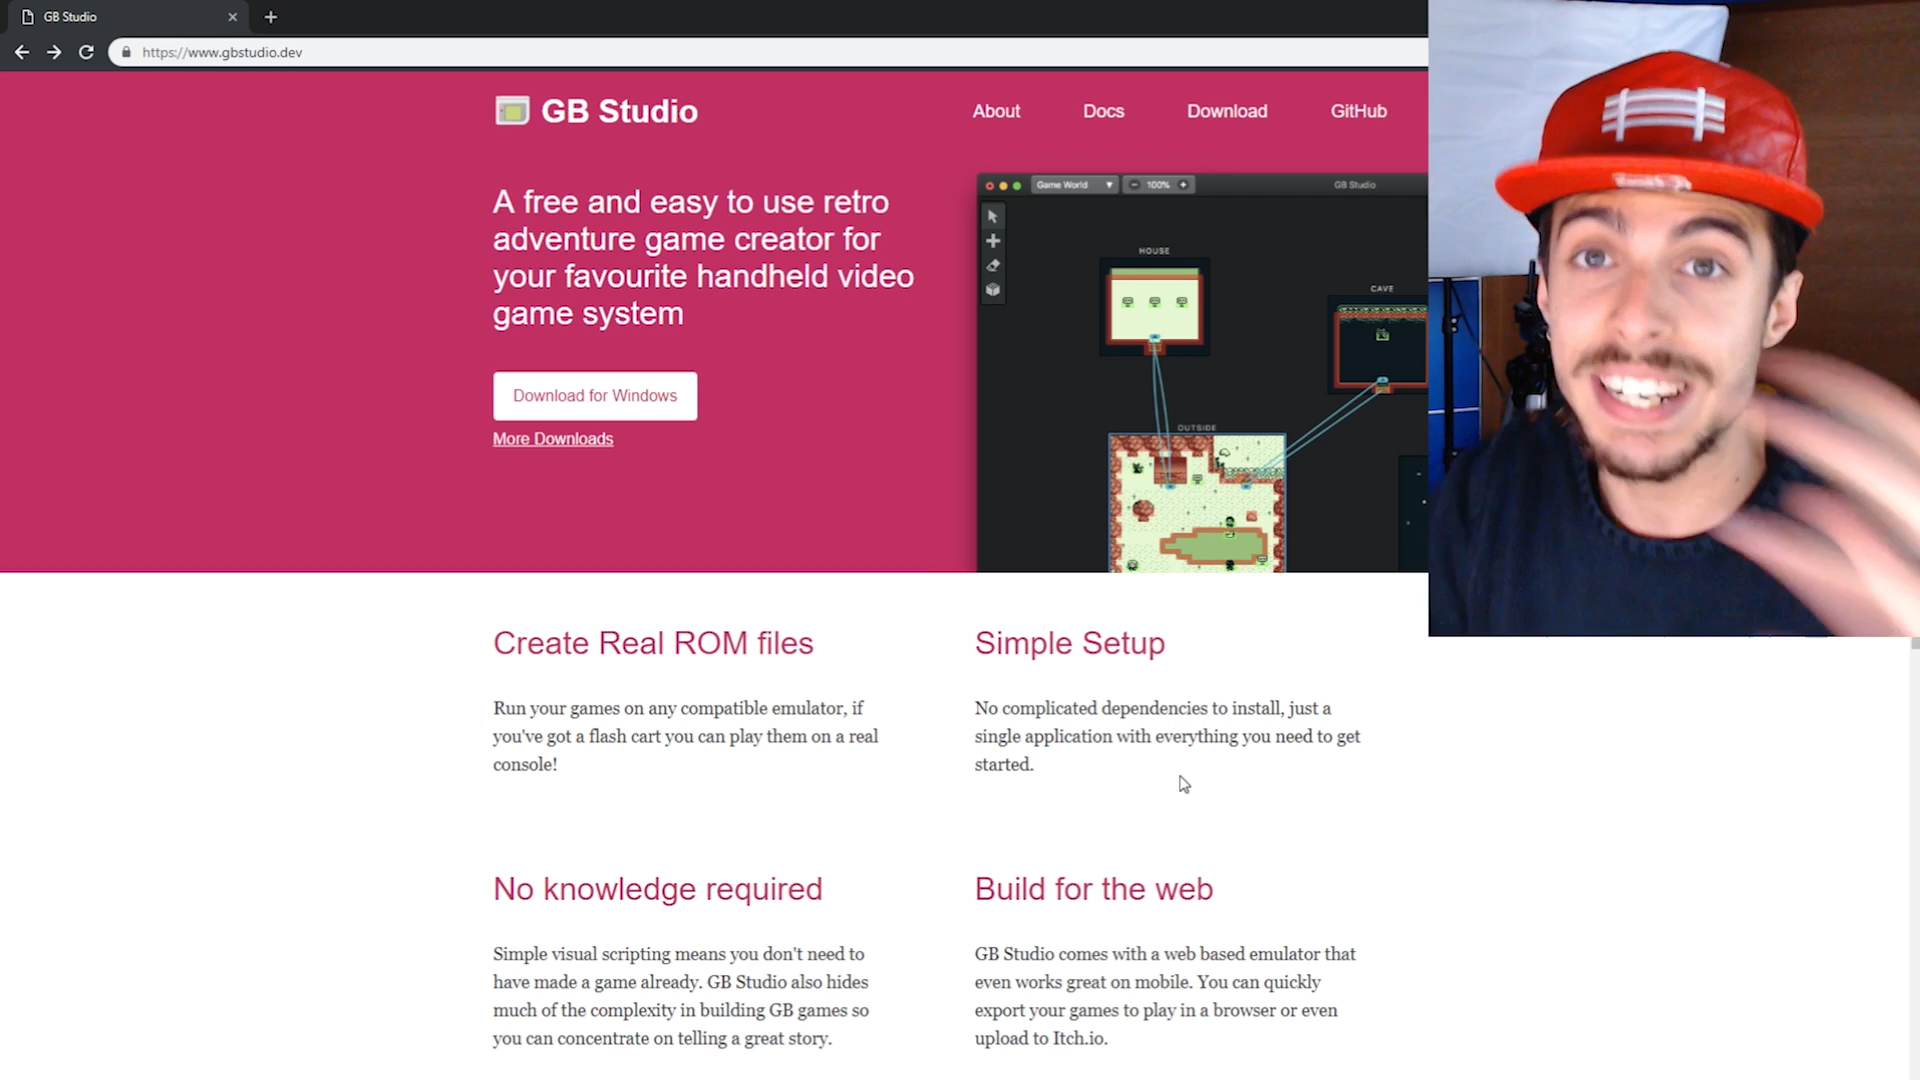 GB Studio
https://www.gbstudio.dev
GB Studio
About
Docs
Download
GitHub
A free and easy to use retro
adventure game creator for
your favourite handheld video
game system
Download for Windows
More Downloads
Game World
100%
GB Studio
HOUSE
CAVE
OUTSIDE
Create Real ROM files
Run your games on any compatible emulator, if
you've got a flash cart you can play them on a real
console!
Simple Setup
No complicated dependencies to install, just a
single application with everything you need to get
started.
No knowledge required
Simple visual scripting means you don't need to
have made a game already. GB Studio also hides
much of the complexity in building GB games so
you can concentrate on telling a great story.
Build for the web
GB Studio comes with a web based emulator that
even works great on mobile. You can quickly
export your games to play in a browser or even
upload to Itch.io.